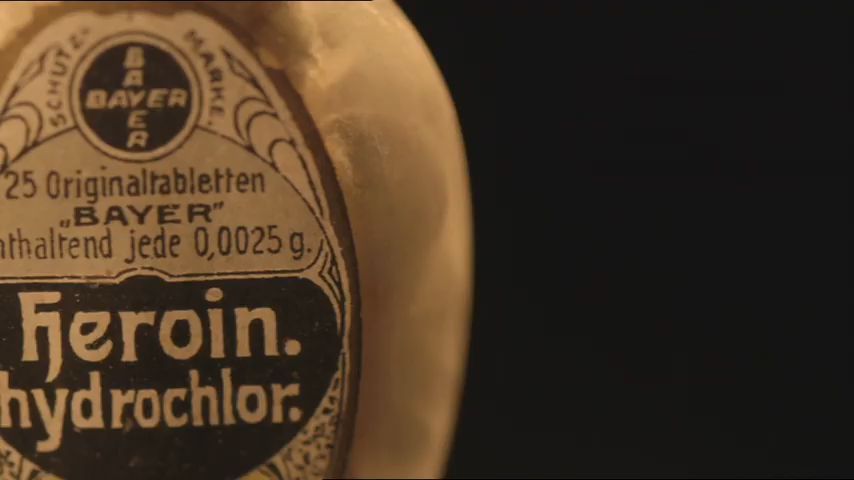 SCHUTZ-MARKE.
BAYER
BAYER
25 Originaltabletten
„BAYER”
nthaltend jede 0,0025 g.
Heroin.
hydrochlor.